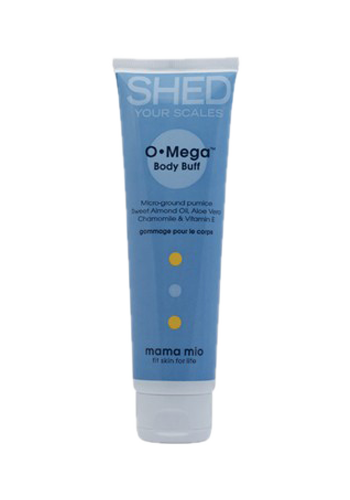 SHED
YOUR SCALES
O•Mega™
Body Buff
Micro-ground pumice
Sweet Almond Oil, Aloe Vera
Chamomile & Vitamin E
gommage pour le corps
mama mio
fit skin for life